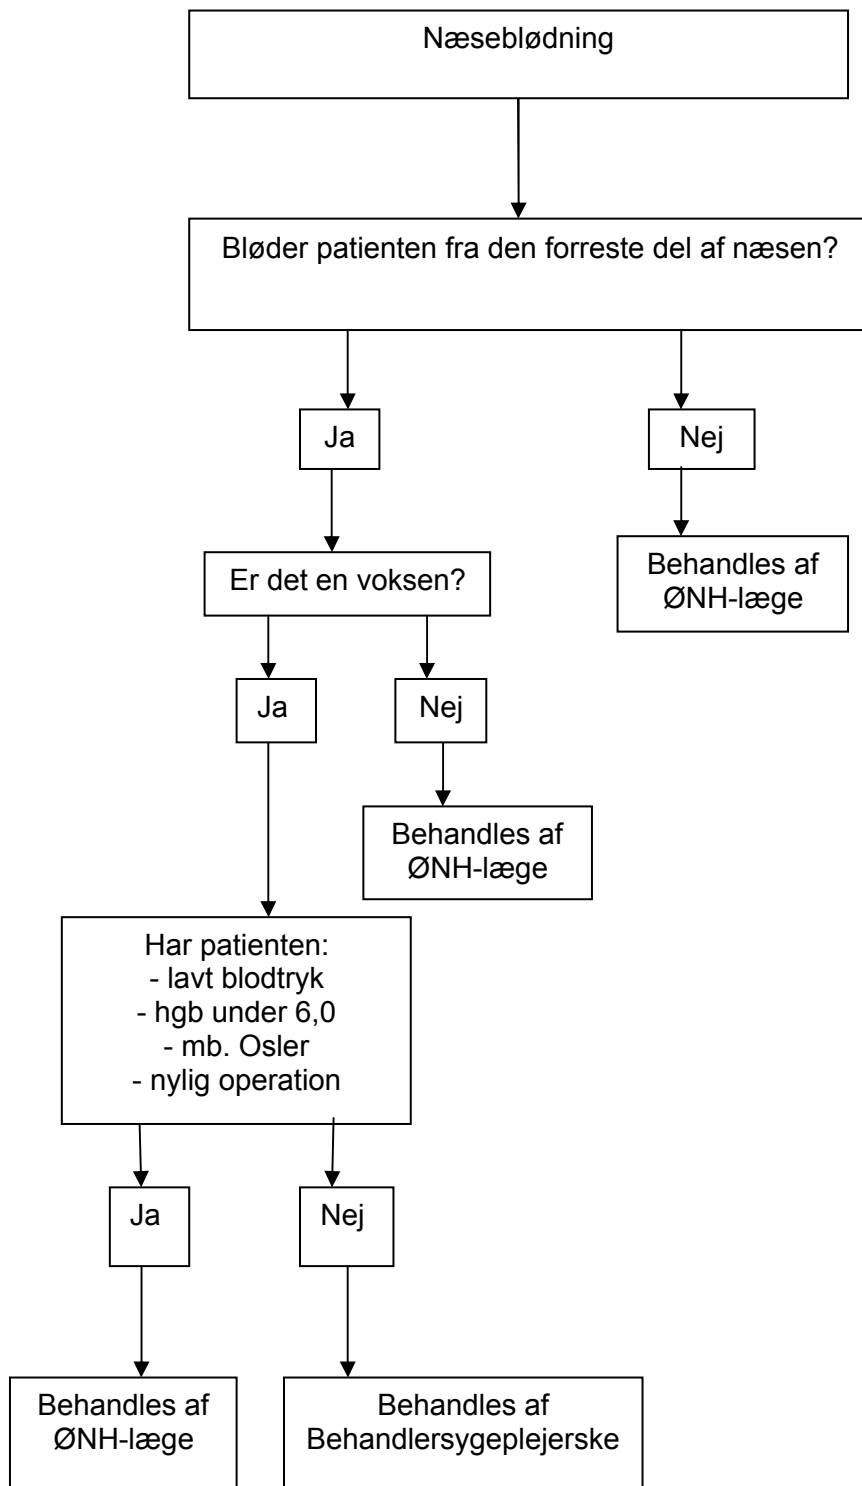 Næseblødning
Bløder patienten fra den forreste del af næsen?
Ja
Nej
Behandles af
ØNH-læge
Er det en voksen?
Ja
Nej
Behandles af
ØNH-læge
Har patienten:
- lavt blodtryk
- hgb under 6,0
- mb. Osler
- nylig operation
Ja
Nej
Behandles af
ØNH-læge
Behandles af
Behandlersygeplejerske